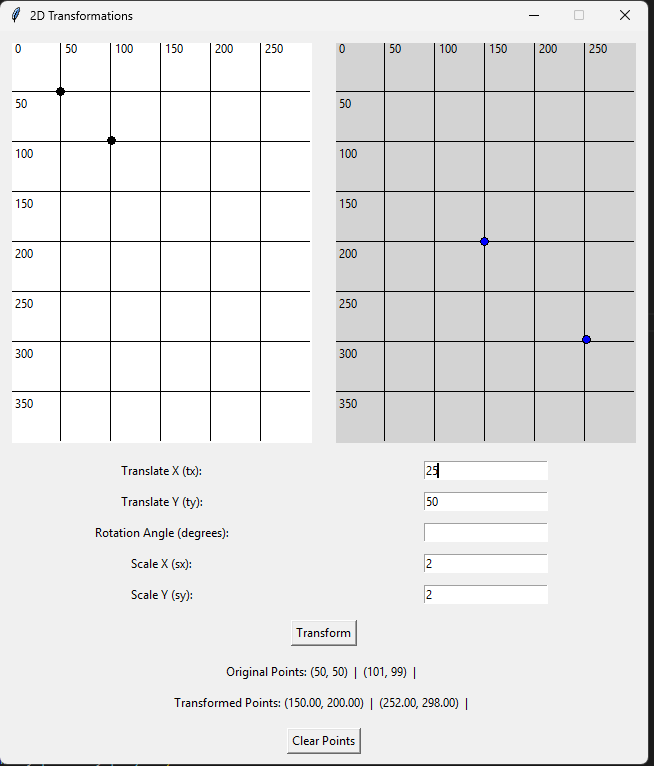 2D Transformations
0 50 100 150 200 250 0 50 100 150 200 250
50 50
100 100
150 150
200 200
250 250
300 300
350 350
Translate X (tx): 25
Translate Y (ty): 50
Rotation Angle (degrees):
Scale X (sx): 2
Scale Y (sy): 2
Transform
Original Points: (50, 50) | (101, 99) |
Transformed Points: (150.00, 200.00) | (252.00, 298.00) |
Clear Points